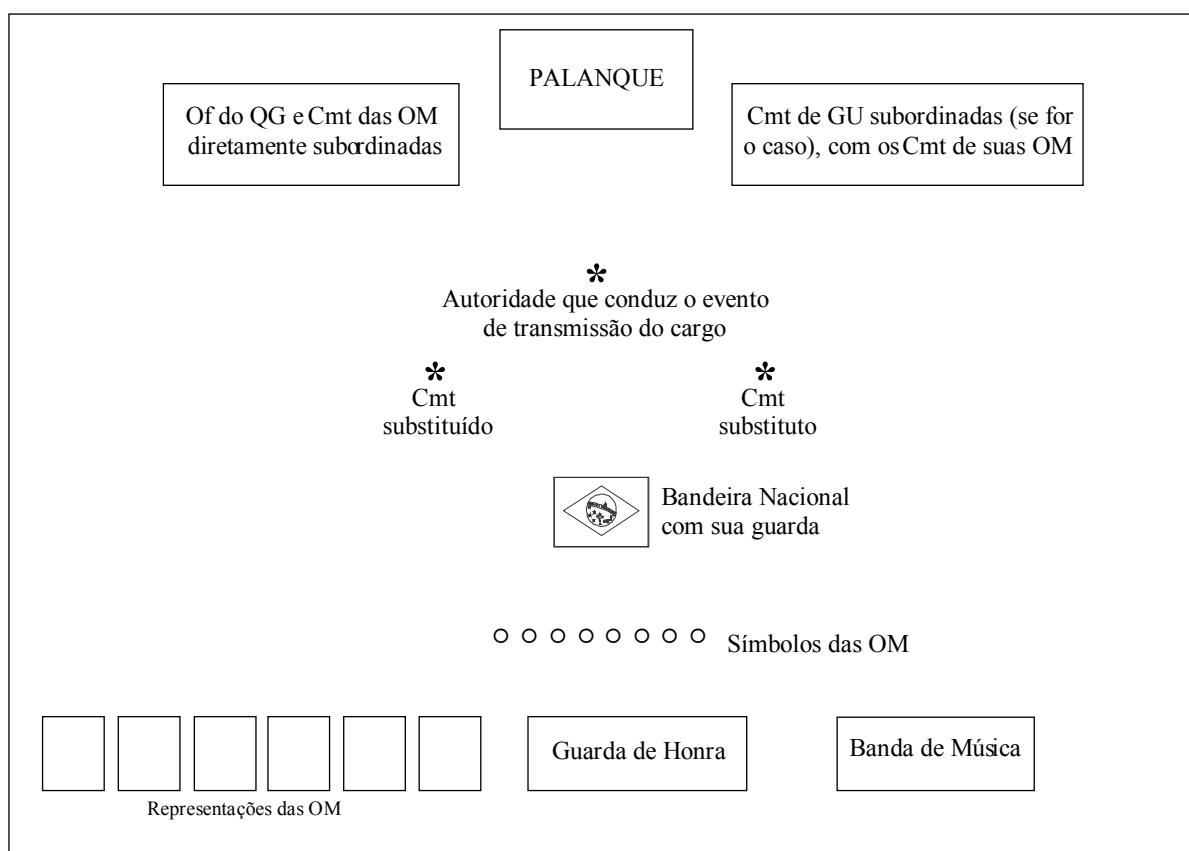 PALANQUE
Of do QG e Cmt das OM
diretamente subordinadas
Cmt de GU subordinadas (se for
o caso), com os Cmt de suas OM
Autoridade que conduz o evento
de transmissão do cargo
Cmt
substituído
Cmt
substituto
Bandeira Nacional
com sua guarda
Símbolos das OM
Guarda de Honra
Banda de Música
Representações das OM